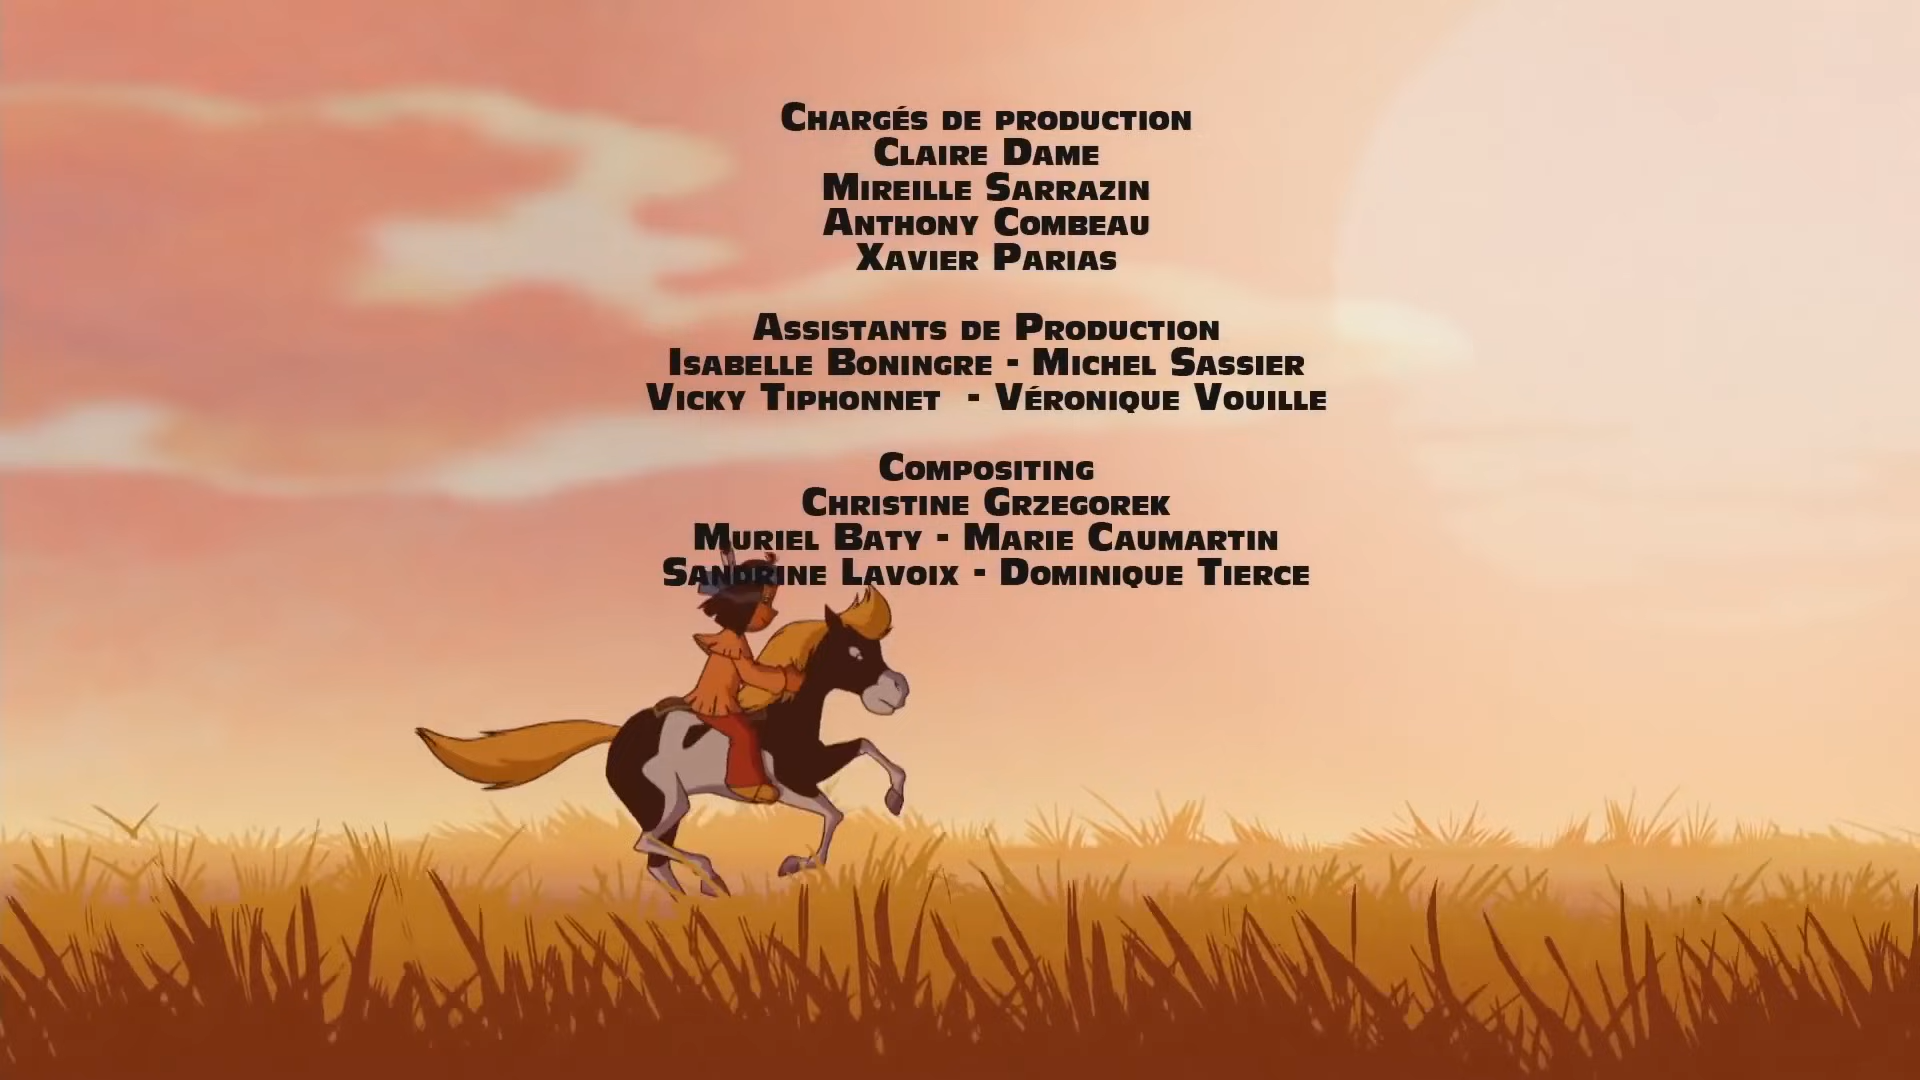 Chargés de production
Claire Dame
Mireille Sarrazin
Anthony Combeau
Xavier Parias
Assistants de Production
Isabelle Boningre - Michel Sassier
Vicky Tiphonnet - Véronique Vouille
Compositing
Christine Grzegorek
Muriel Baty - Marie Caumartin
Sandrine Lavoix - Dominique Tierce